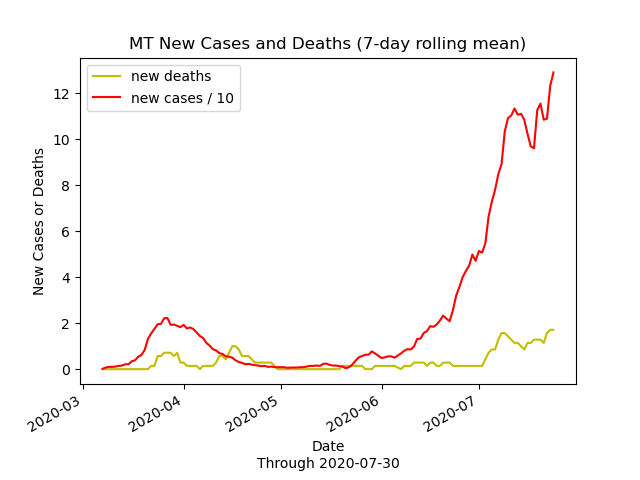 MT New Cases and Deaths (7-day rolling mean)
new deaths
new cases / 10
New Cases or Deaths
12
10
8
6
4
2
0
2020-03
2020-04
2020-05
2020-06
2020-07
Date
Through 2020-07-30